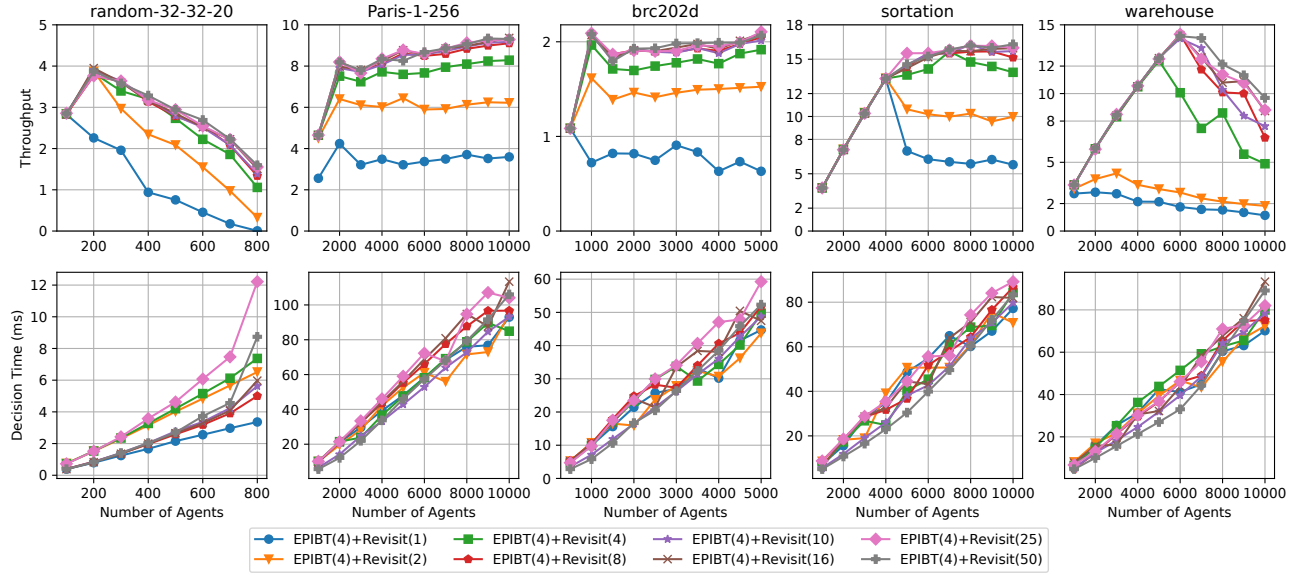 random-32-32-20 Paris-1-256 brc202d sortation warehouse
Throughput
5
4
3
2
1
0
200 400 600 800
10
8
6
4
2
0
2000 4000 6000 8000 10000
2
1
0
1000 2000 3000 4000 5000
18
15
12
10
8
5
2
0
2000 4000 6000 8000 10000
15
12
10
8
5
2
0
2000 4000 6000 8000 10000
Decision Time (ms)
12
10
8
6
4
2
0
200 400 600 800
Number of Agents
100
80
60
40
20
2000 4000 6000 8000 10000
Number of Agents
60
50
40
30
20
10
0
1000 2000 3000 4000 5000
Number of Agents
80
60
40
20
2000 4000 6000 8000 10000
Number of Agents
80
60
40
20
2000 4000 6000 8000 10000
Number of Agents
EPIBT(4)+Revisit(1) EPIBT(4)+Revisit(4) EPIBT(4)+Revisit(10) EPIBT(4)+Revisit(25)
EPIBT(4)+Revisit(2) EPIBT(4)+Revisit(8) EPIBT(4)+Revisit(16) EPIBT(4)+Revisit(50)